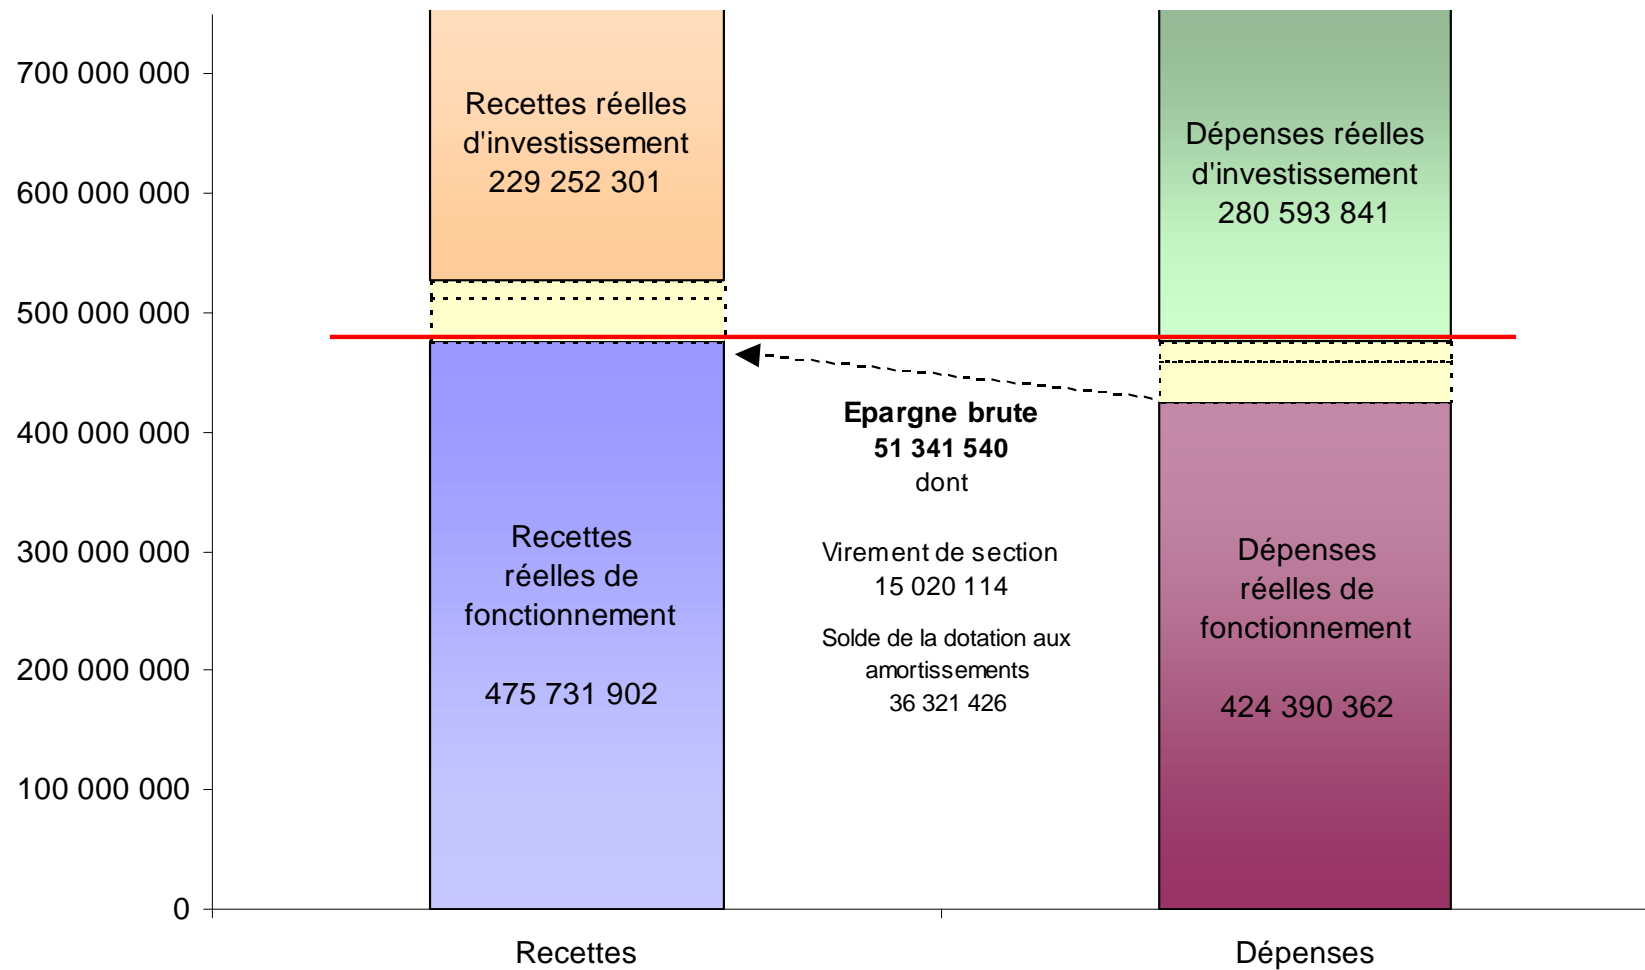 700 000 000
600 000 000
500 000 000
400 000 000
300 000 000
200 000 000
100 000 000
0
Recettes réelles
d'investissement
229 252 301
Recettes
réelles de
fonctionnement
475 731 902
Epargne brute
51 341 540
dont
Virement de section
15 020 114
Solde de la dotation aux
amortissements
36 321 426
Dépenses réelles
d'investissement
280 593 841
Dépenses
réelles de
fonctionnement
424 390 362
Recettes
Dépenses